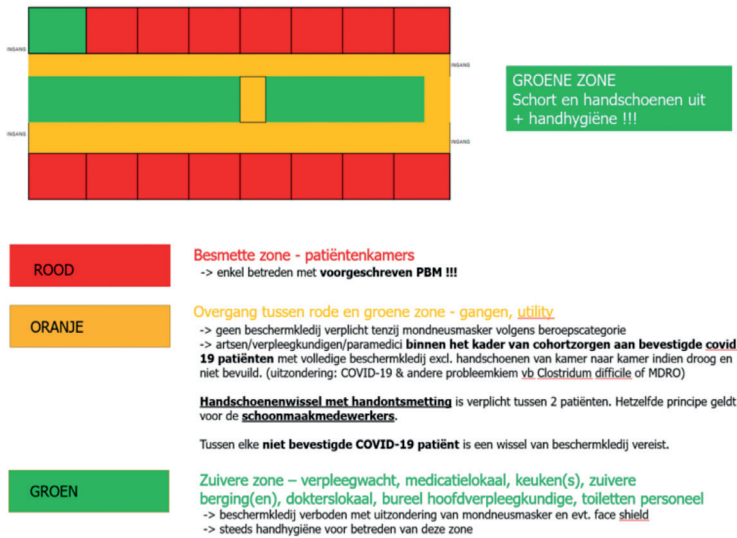 INGANG
INGANG
GROENE ZONE
Schort en handschoenen uit
+ handhygiëne !!!
INGANG
INGANG
ROOD
Besmette zone - patiëntenkamers
-> enkel betreden met voorgeschreven PBM !!!
ORANJE
Overgang tussen rode en groene zone - gangen, utility
-> geen beschermkledij verplicht tenzij mondneusmasker volgens beroepscategorie
-> artsen/verpleegkundigen/paramedici binnen het kader van cohortzorgen aan bevestigde covid
19 patiënten met volledige beschermkledij excl. handschoenen van kamer naar kamer indien droog en
niet bevuild. (uitzondering: COVID-19 & andere probleemkiem vb Clostridum difficile of MDRO)
Handschoenenwissel met handontsmetting is verplicht tussen 2 patiënten. Hetzelfde principe geldt
voor de schoonmaakmedewerkers.
Tussen elke niet bevestigde COVID-19 patiënt is een wissel van beschermkledij vereist.
GROEN
Zuivere zone – verpleegwacht, medicatielokaal, keuken(s), zuivere
berging(en), dokterslokaal, bureel hoofdverpleegkundige, toiletten personeel
-> beschermkledij verboden met uitzondering van mondneusmasker en evt. face shield
-> steeds handhygiëne voor betreden van deze zone